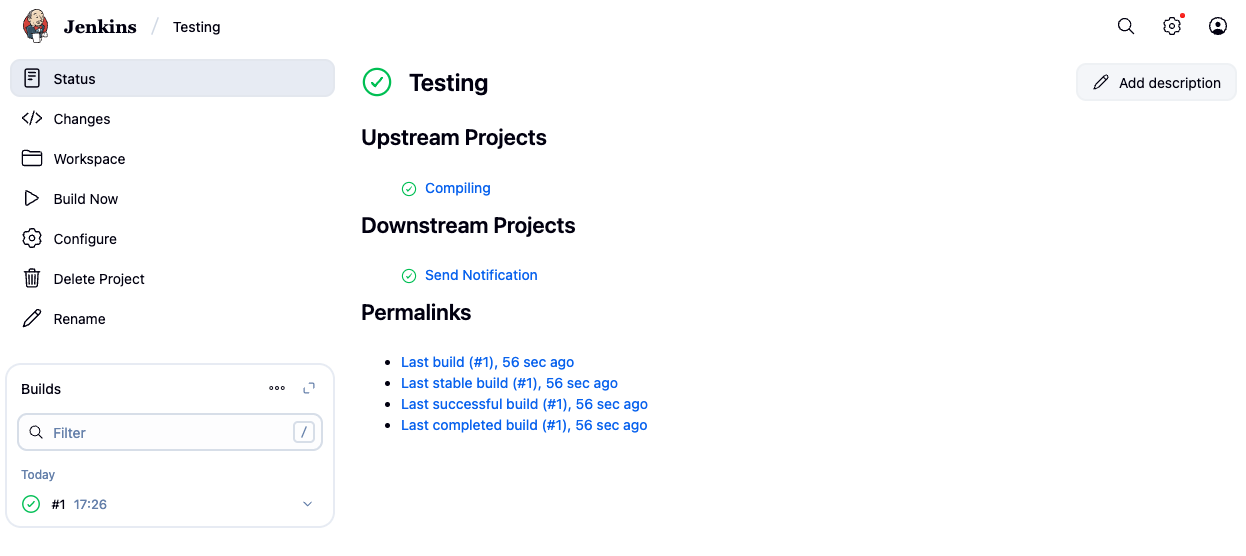 Jenkins / Testing
Status
Changes
Workspace
Build Now
Configure
Delete Project
Rename
Builds
Filter /
Today
#1 17:26
Testing
Add description
Upstream Projects
Compiling
Downstream Projects
Send Notification
Permalinks
Last build (#1), 56 sec ago
Last stable build (#1), 56 sec ago
Last successful build (#1), 56 sec ago
Last completed build (#1), 56 sec ago